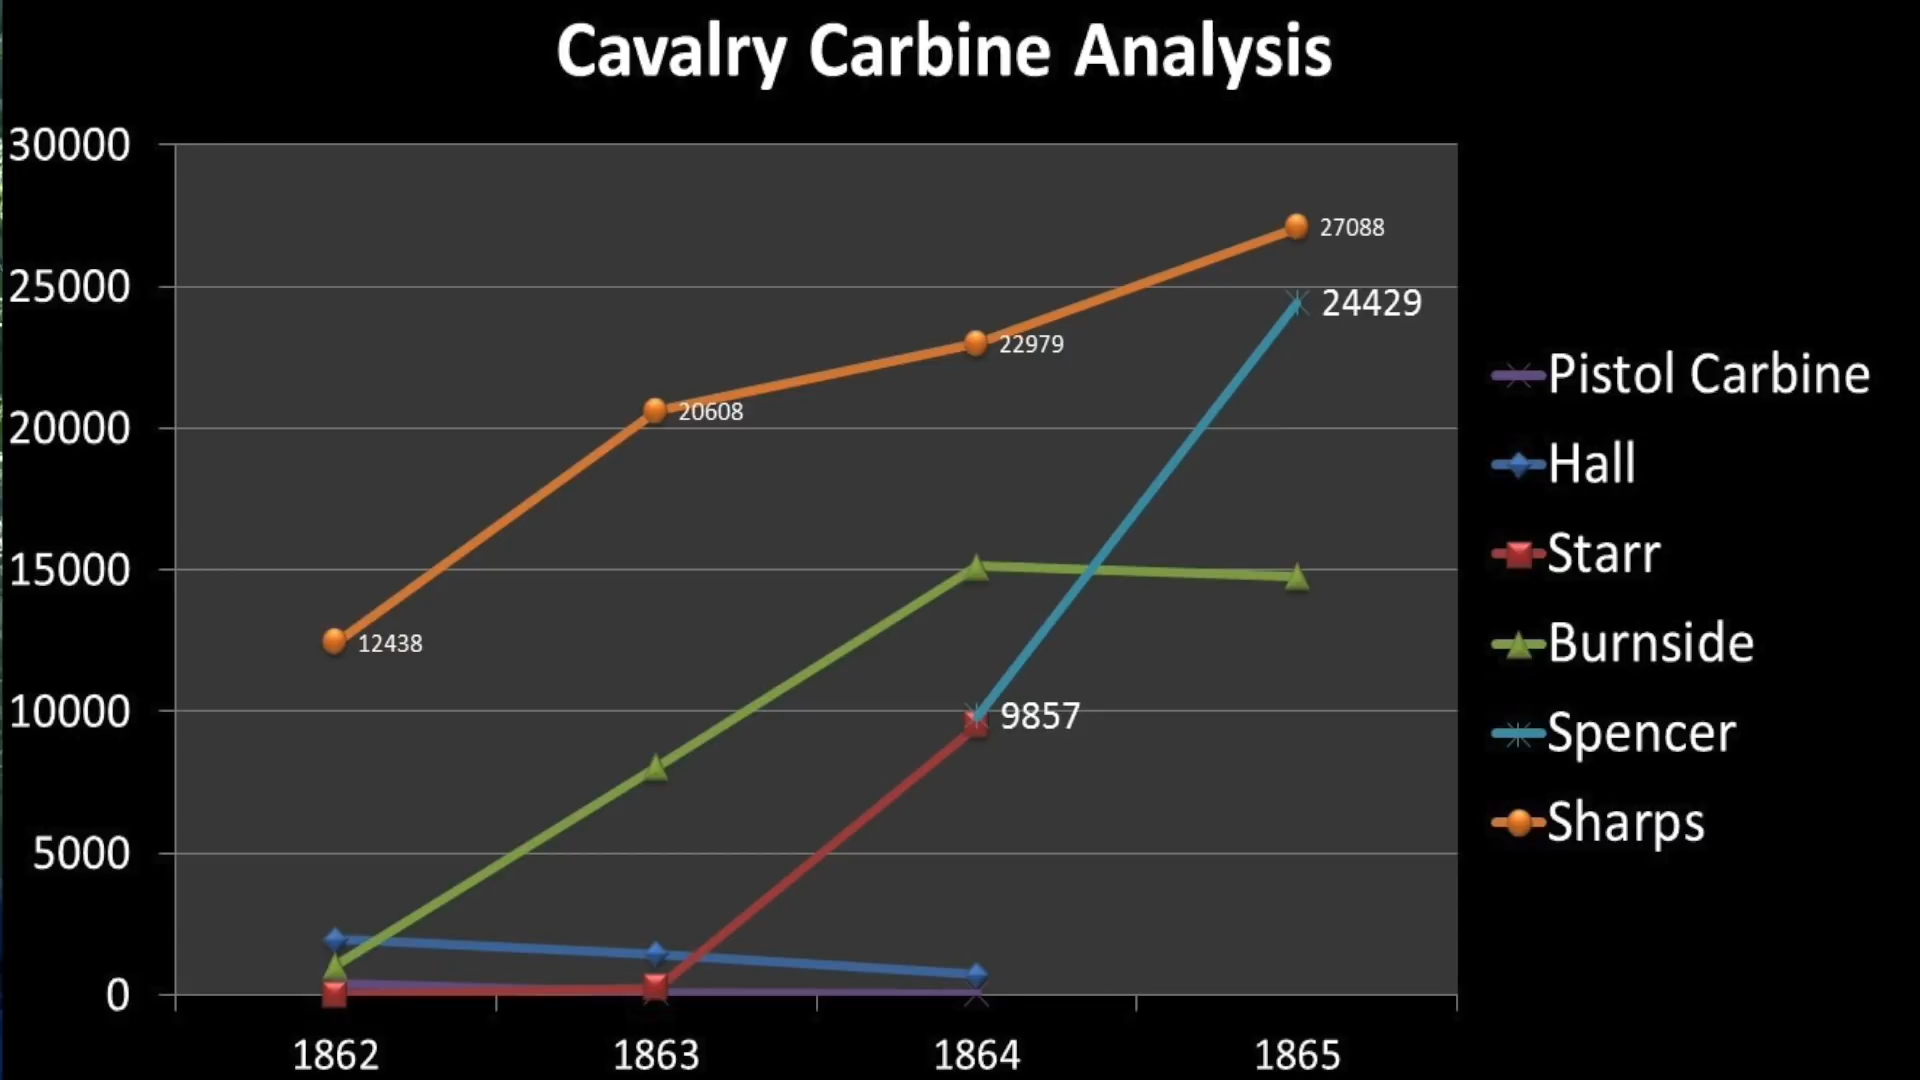 Cavalry Carbine Analysis
30000
25000
20000
15000
10000
5000
0
27088
24429
22979
20608
12438
9857
1862 1863 1864 1865
Pistol Carbine
Hall
Starr
Burnside
Spencer
Sharps